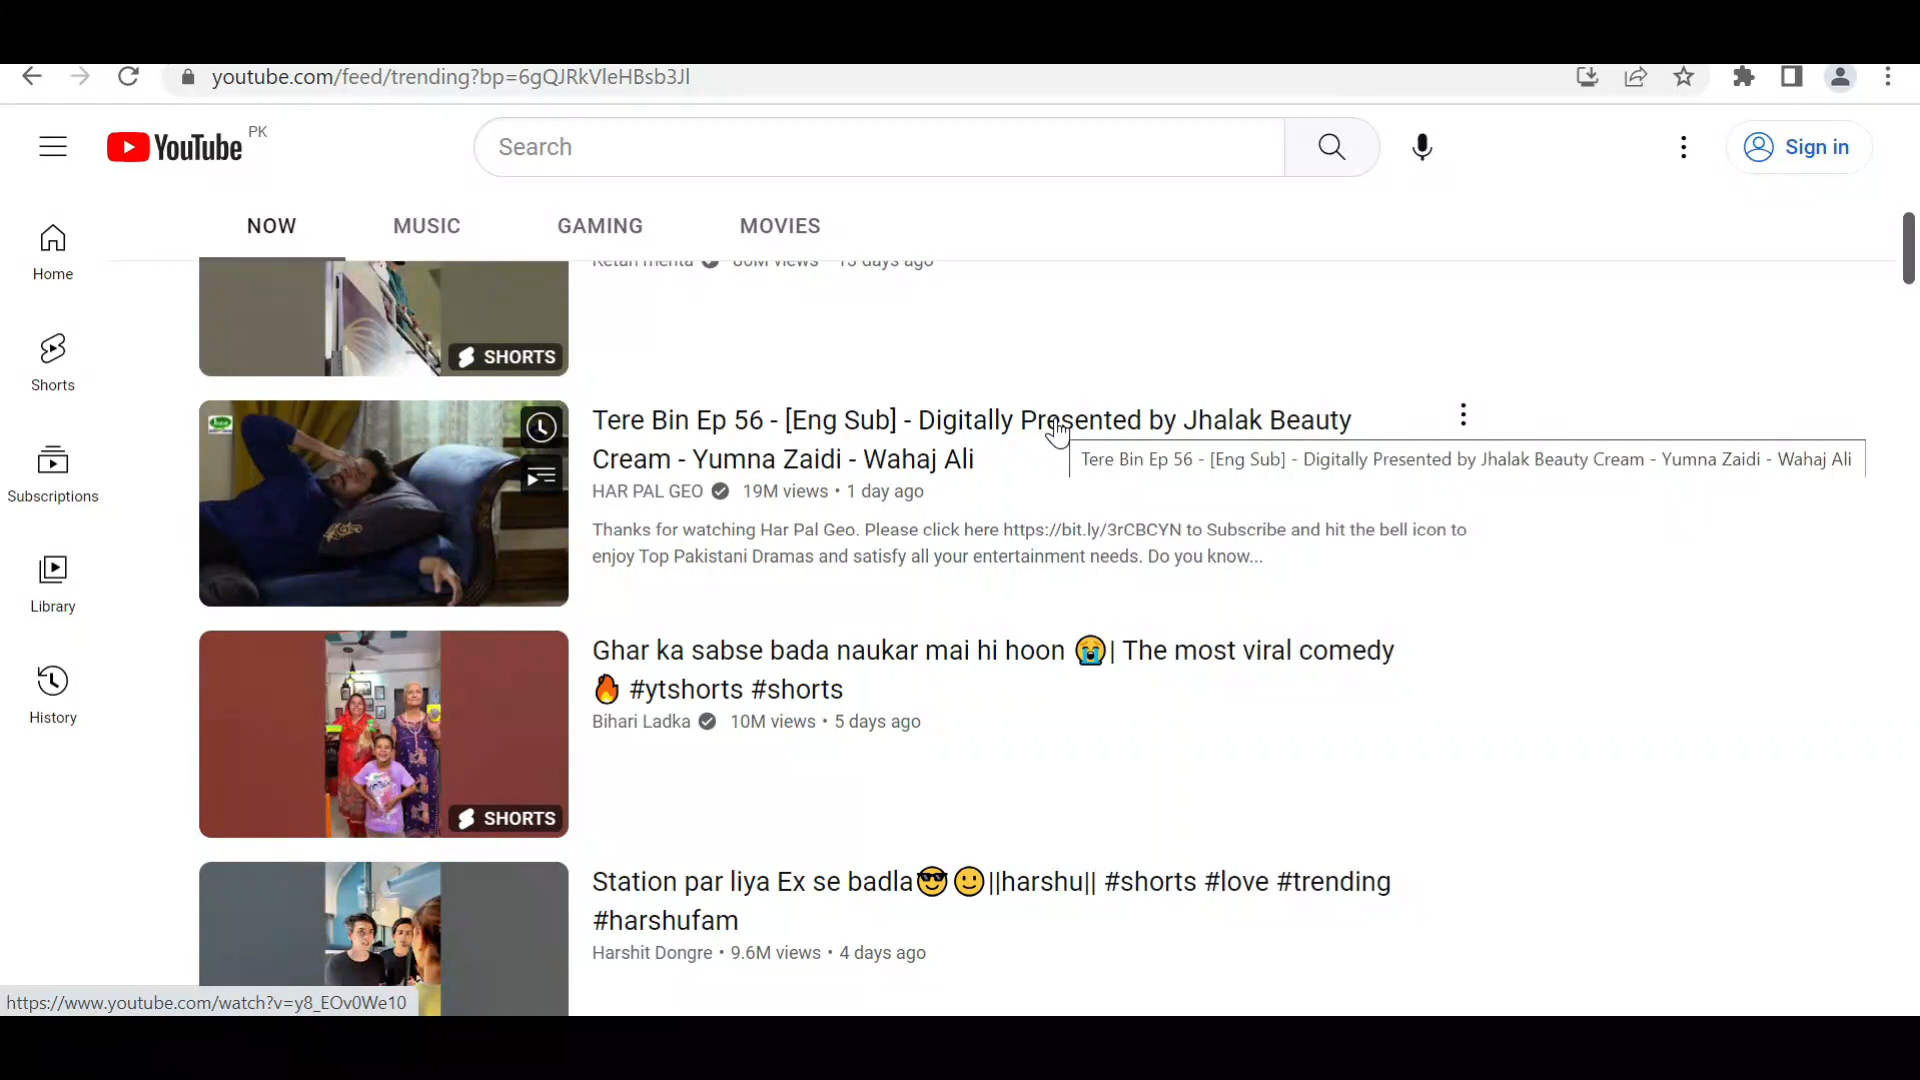 youtube.com/feed/trending?bp=6gQJRkVleHBsb3Jl
YouTube PK
Search
Sign in
NOW MUSIC GAMING MOVIES
Home
Shorts
Subscriptions
Library
History
Ketan mehta 80M views 13 days ago
SHORTS
Tere Bin Ep 56 - [Eng Sub] - Digitally Presented by Jhalak Beauty
Cream - Yumna Zaidi - Wahaj Ali
Tere Bin Ep 56 - [Eng Sub] - Digitally Presented by Jhalak Beauty Cream - Yumna Zaidi - Wahaj Ali
HAR PAL GEO 19M views • 1 day ago
Thanks for watching Har Pal Geo. Please click here https://bit.ly/3rCBCYN to Subscribe and hit the bell icon to
enjoy Top Pakistani Dramas and satisfy all your entertainment needs. Do you know...
Ghar ka sabse bada naukar mai hi hoon 😭| The most viral comedy
🔥 #ytshorts #shorts
Bihari Ladka 10M views • 5 days ago
SHORTS
Station par liya Ex se badla😎🙂||harshu|| #shorts #love #trending
#harshufam
Harshit Dongre • 9.6M views • 4 days ago
https://www.youtube.com/watch?v=y8_EOv0We10